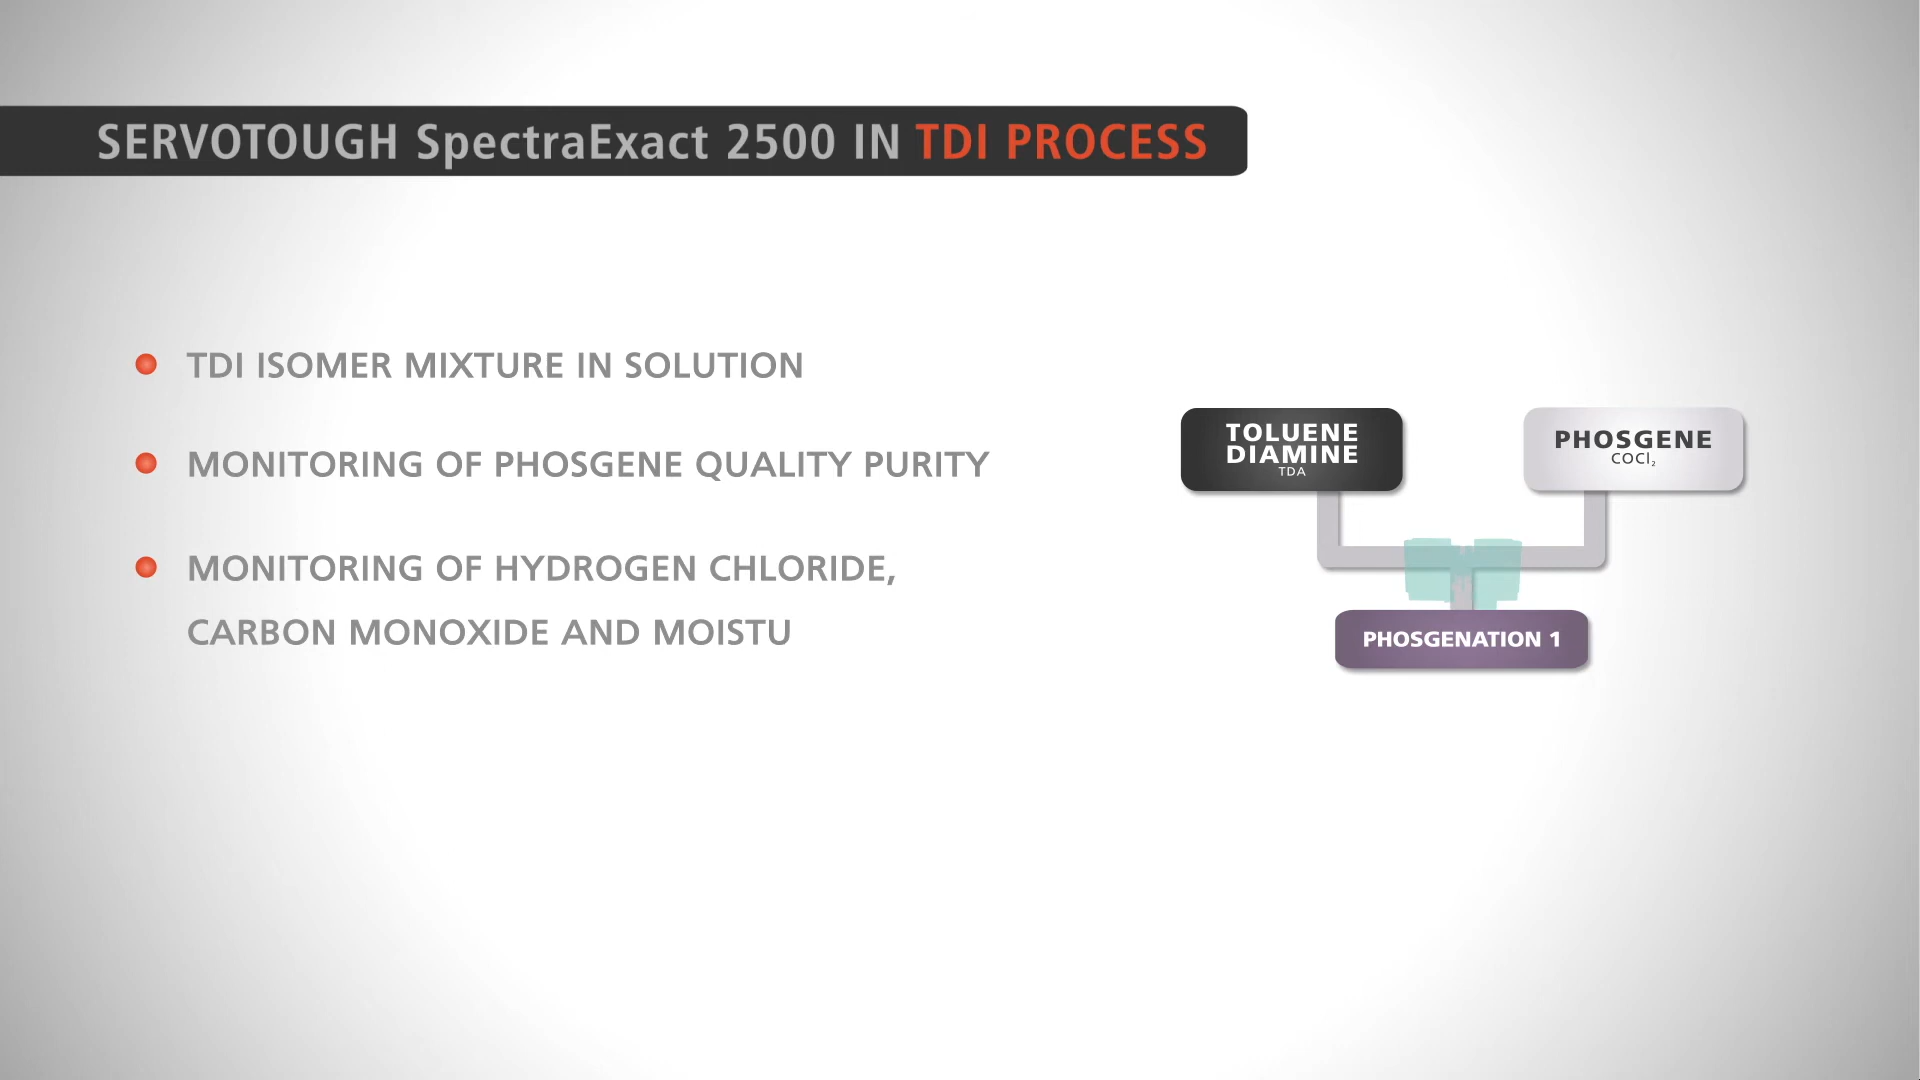 SERVOTOUGH SpectraExact 2500 IN TDI PROCESS
TDI ISOMER MIXTURE IN SOLUTION
MONITORING OF PHOSGENE QUALITY PURITY
MONITORING OF HYDROGEN CHLORIDE,
CARBON MONOXIDE AND MOISTU
TOLUENE
DIAMINE
TDA
PHOSGENE
COCl₂
PHOSGENATION 1